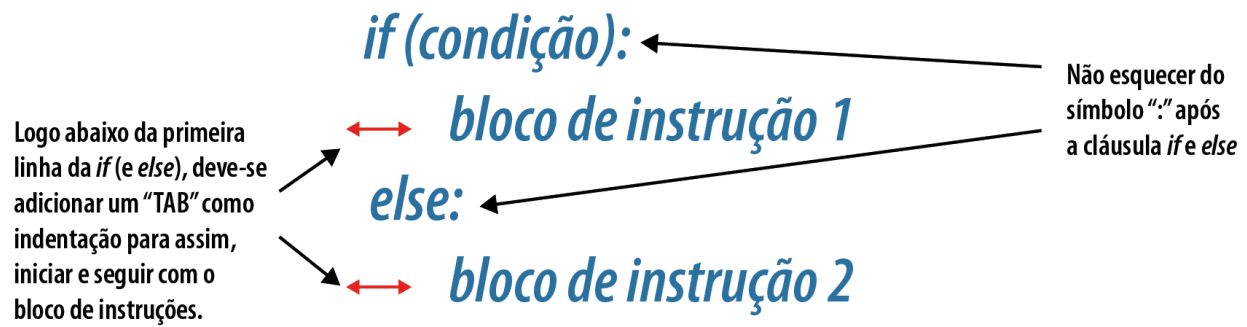 if (condição):
bloco de instrução 1
else:
bloco de instrução 2
Logo abaixo da primeira
linha da if (e else), deve-se
adicionar um “TAB” como
indentação para assim,
iniciar e seguir com o
bloco de instruções.
Não esquecer do
símbolo “:” após
a cláusula if e else